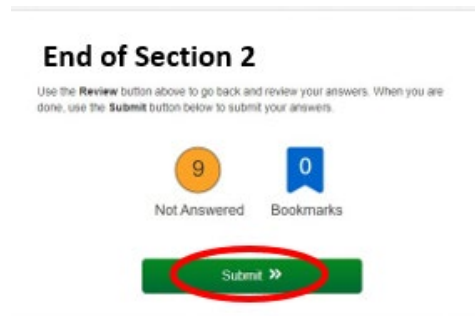 End of Section 2
Use the Review button above to go back and review your answers. When you are
done, use the Submit button below to submit your answers.
9
0
Not Answered
Bookmarks
Submit »